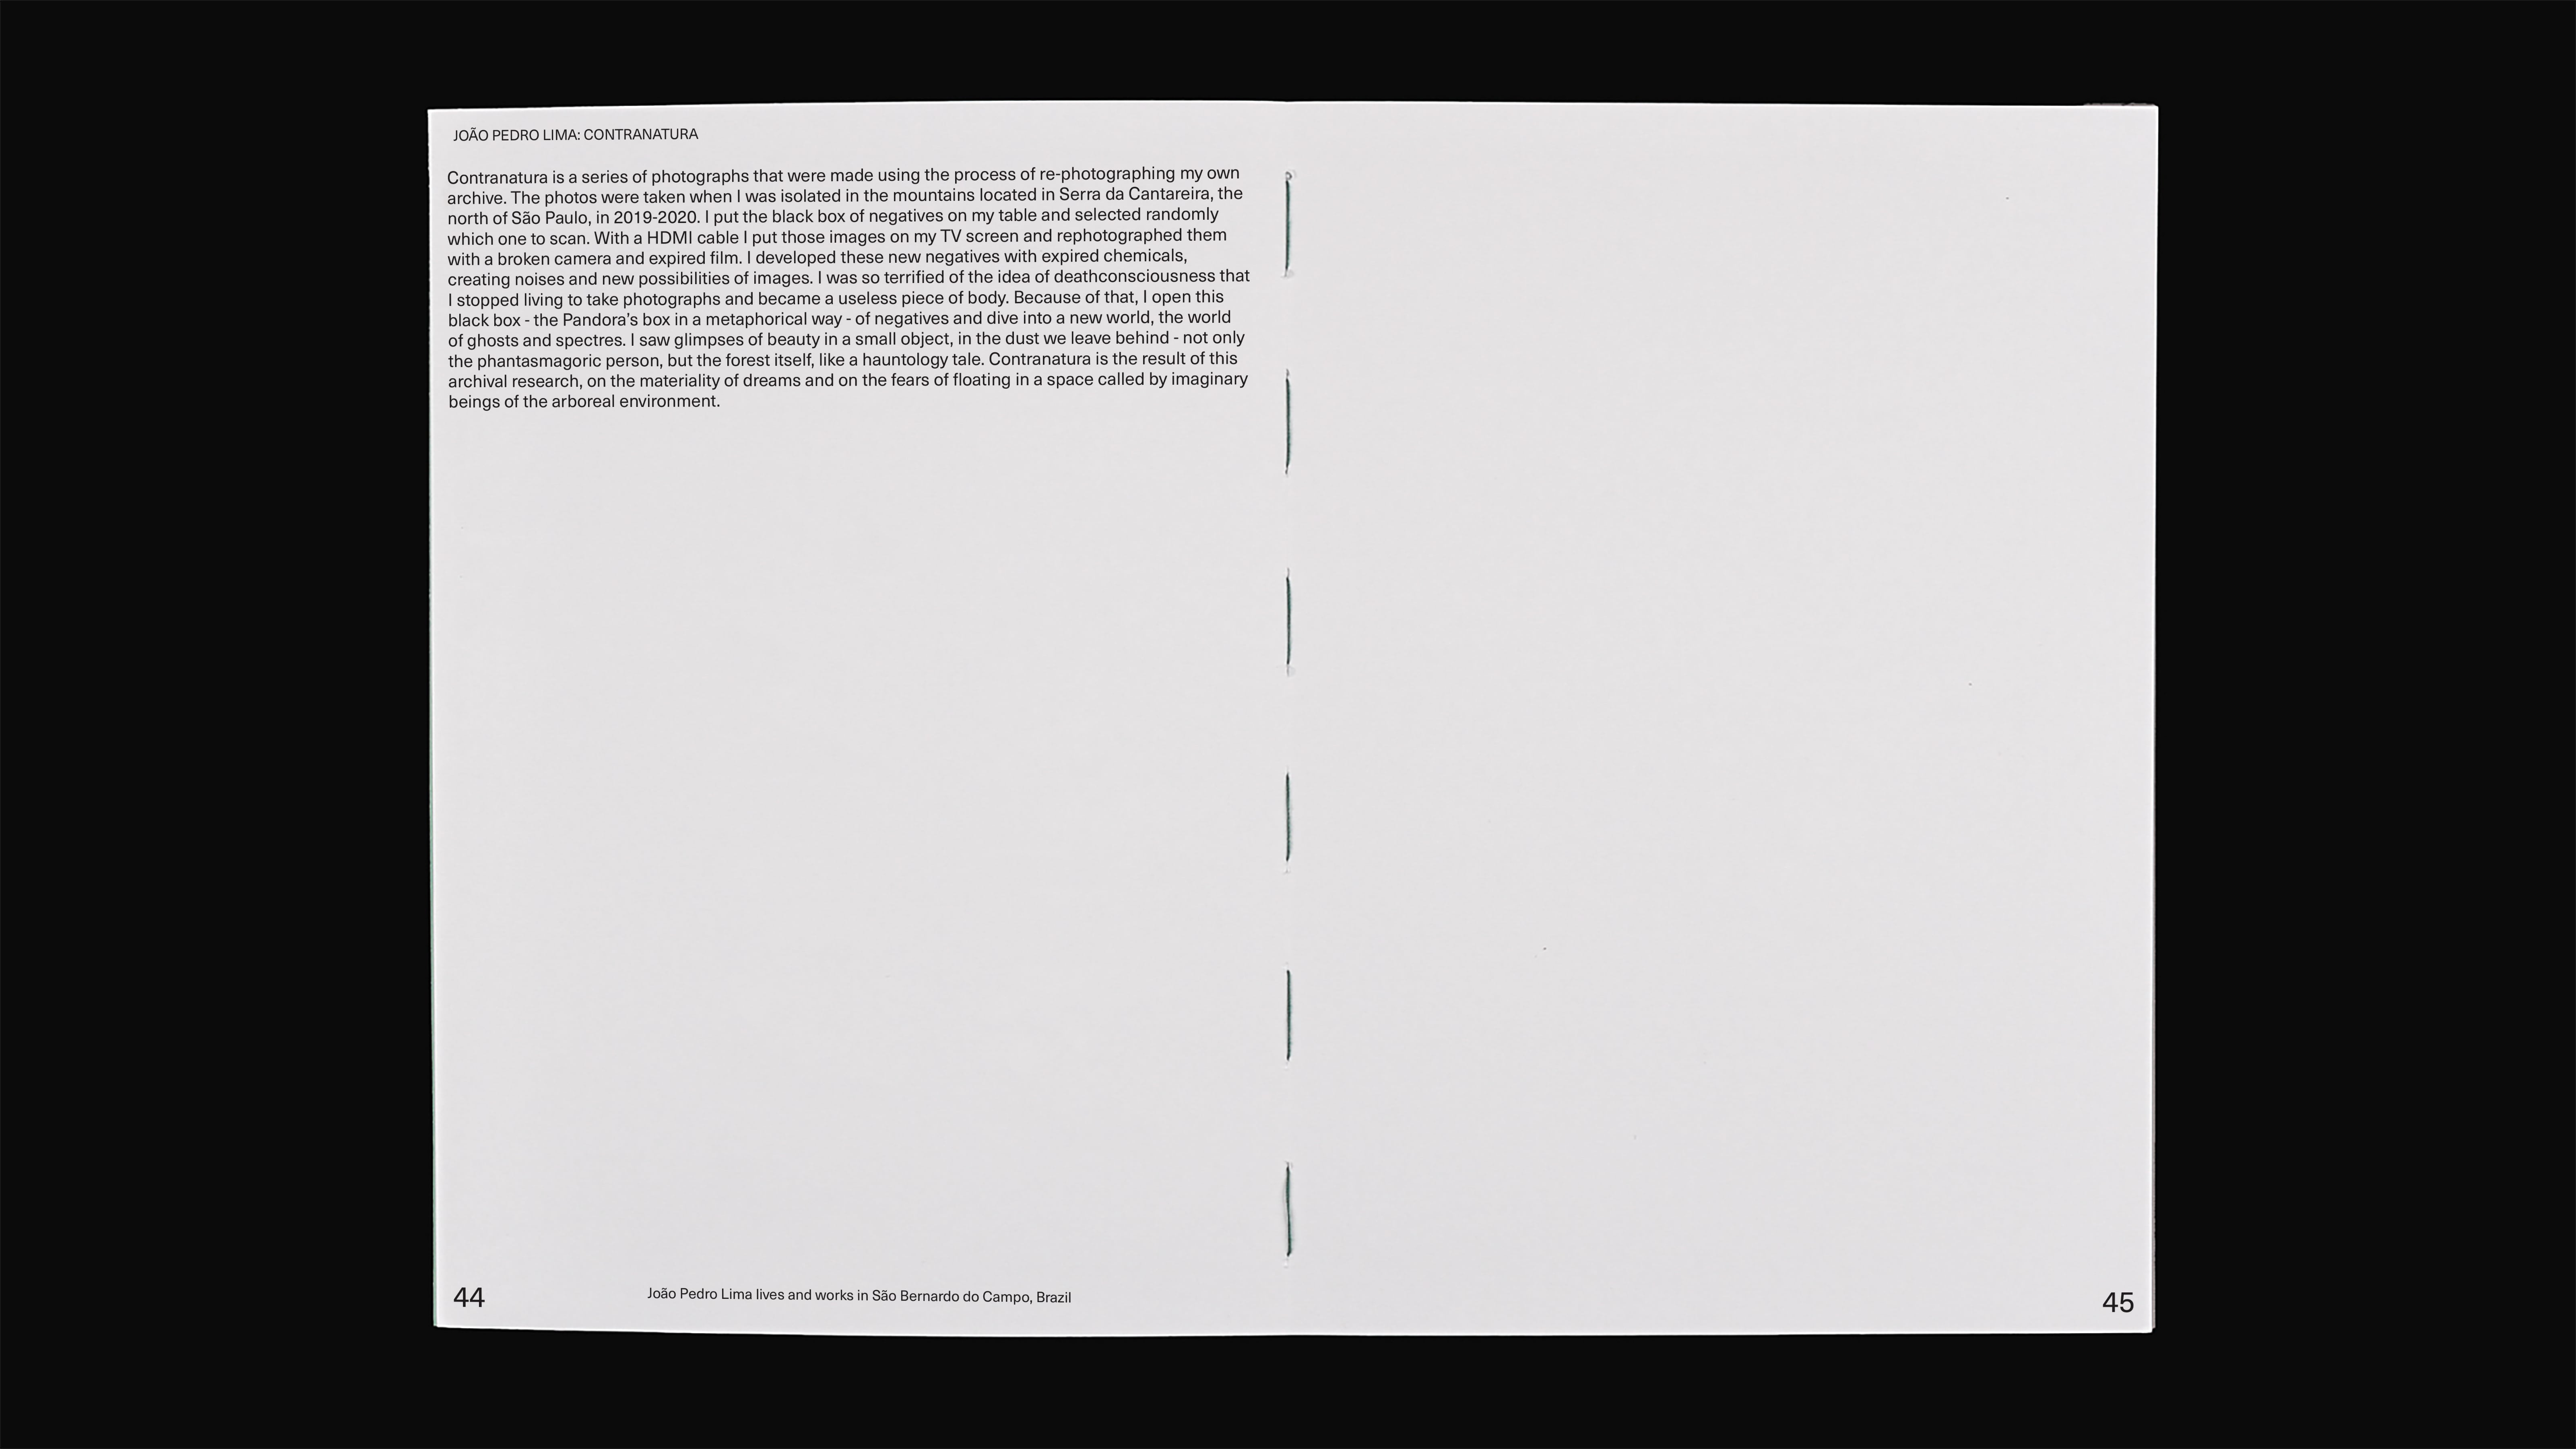 JOÃO PEDRO LIMA: CONTRANATURA
Contranatura is a series of photographs that were made using the process of re-photographing my own
archive. The photos were taken when I was isolated in the mountains located in Serra da Cantareira, the
north of São Paulo, in 2019-2020. I put the black box of negatives on my table and selected randomly
which one to scan. With a HDMI cable I put those images on my TV screen and rephotographed them
with a broken camera and expired film. I developed these new negatives with expired chemicals,
creating noises and new possibilities of images. I was so terrified of the idea of deathconsciousness that
I stopped living to take photographs and became a useless piece of body. Because of that, I open this
black box - the Pandora’s box in a metaphorical way - of negatives and dive into a new world, the world
of ghosts and spectres. I saw glimpses of beauty in a small object, in the dust we leave behind - not only
the phantasmagoric person, but the forest itself, like a hauntology tale. Contranatura is the result of this
archival research, on the materiality of dreams and on the fears of floating in a space called by imaginary
beings of the arboreal environment.
44
João Pedro Lima lives and works in São Bernardo do Campo, Brazil
45